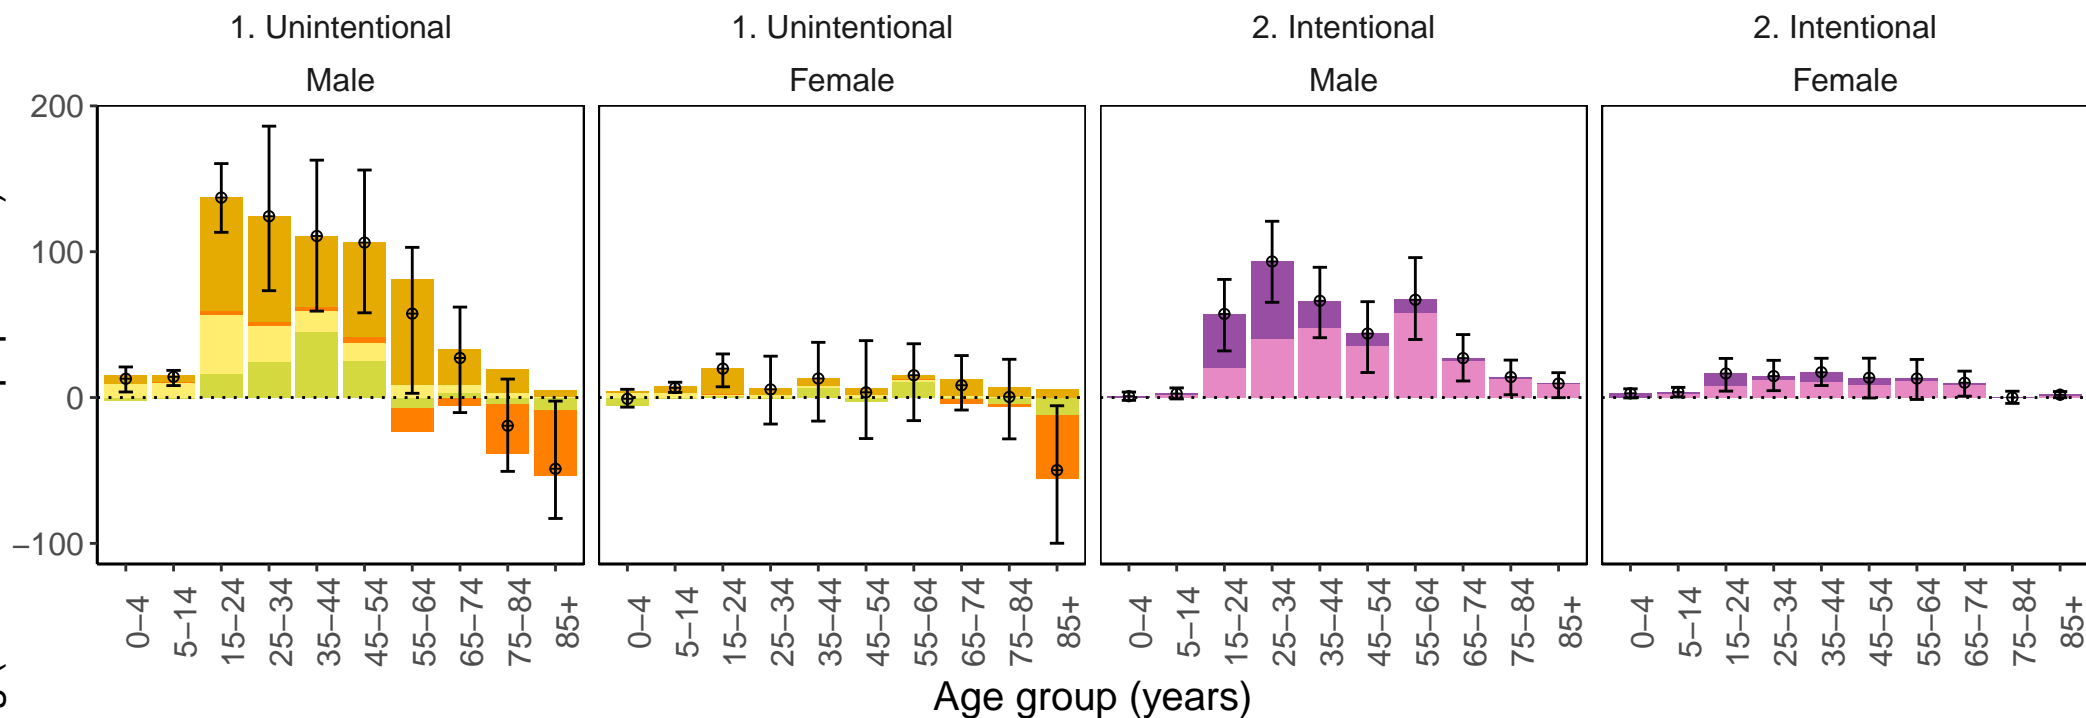 1. Unintentional 1. Unintentional 2. Intentional 2. Intentional
Male Female Male Female
200
100
0
−100
0−4 5−14 15−24 25−34 35−44 45−54 55−64 65−74 75−84 85+ 0−4 5−14 15−24 25−34 35−44 45−54 55−64 65−74 75−84 85+ 0−4 5−14 15−24 25−34 35−44 45−54 55−64 65−74 75−84 85+ 0−4 5−14 15−24 25−34 35−44 45−54 55−64 65−74 75−84 85+
Age group (years)